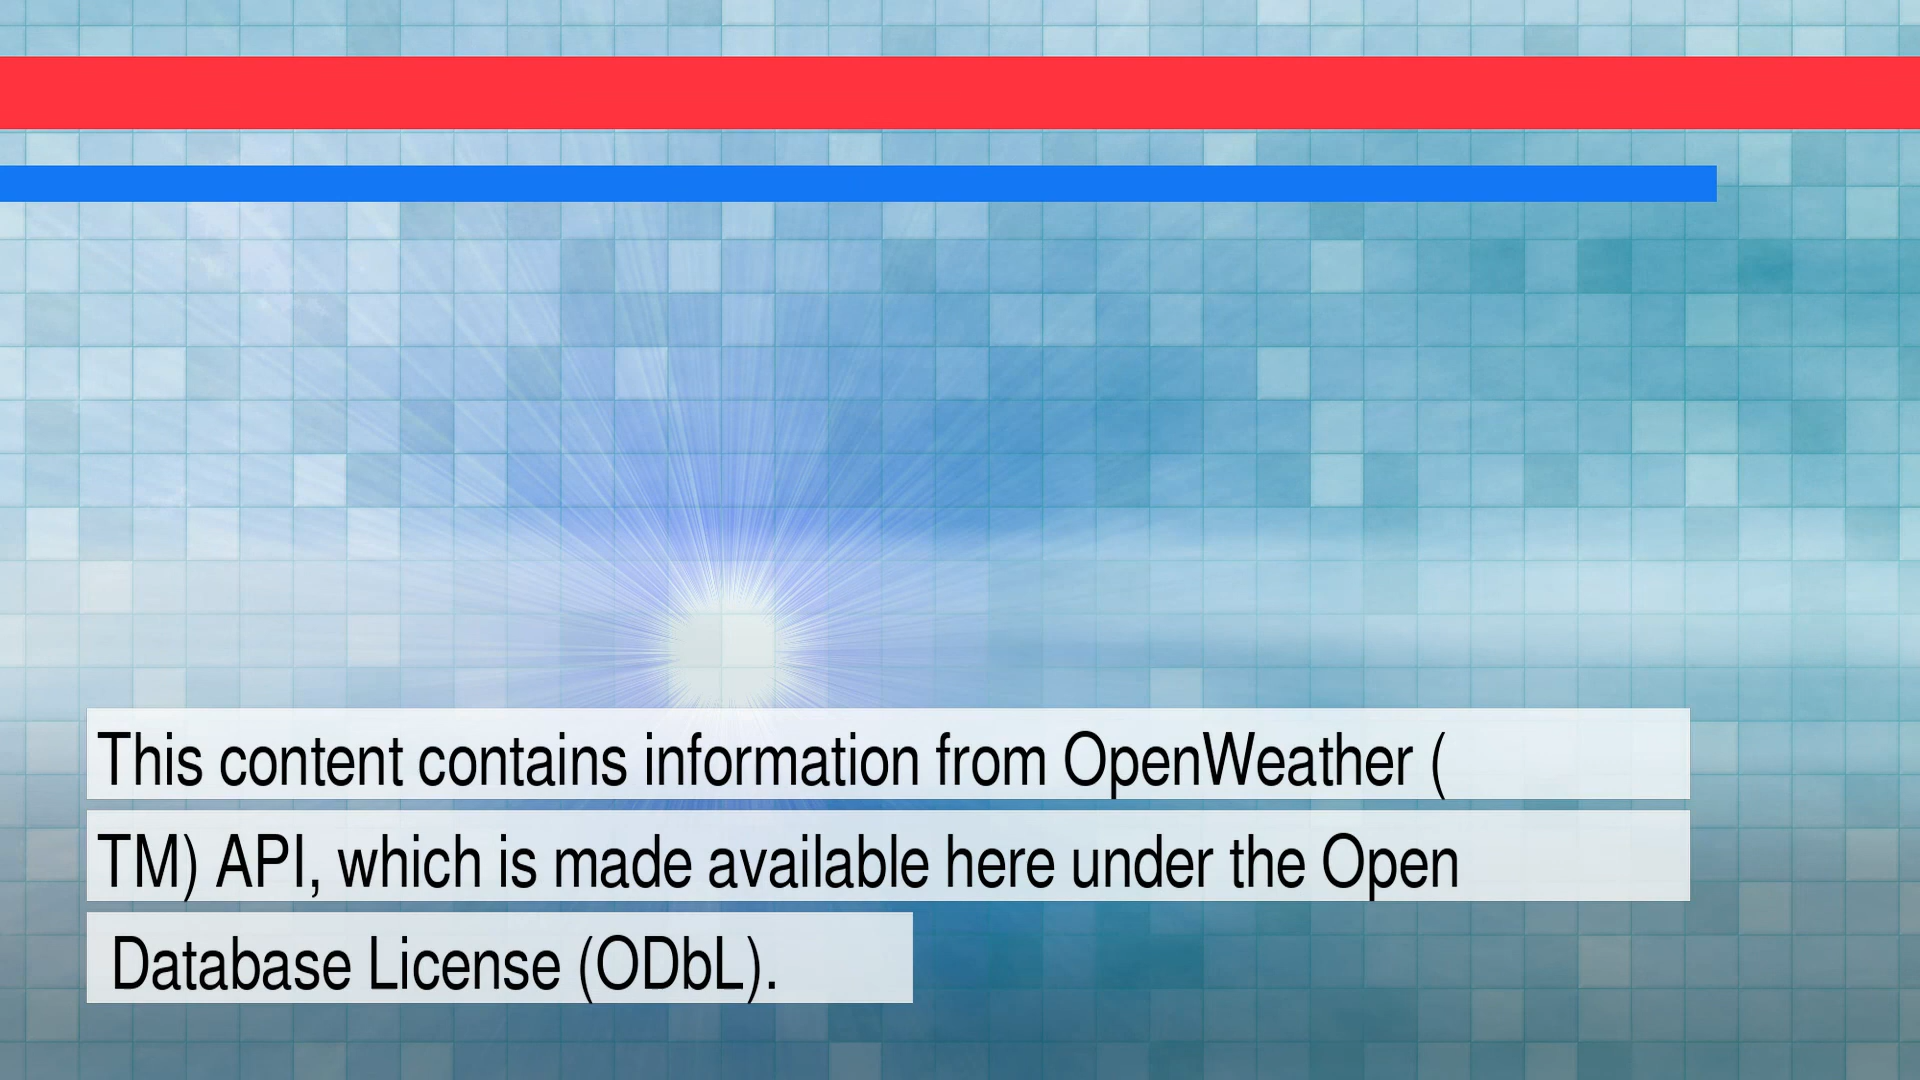 This content contains information from OpenWeather (
TM) API, which is made available here under the Open
Database License (ODbL).